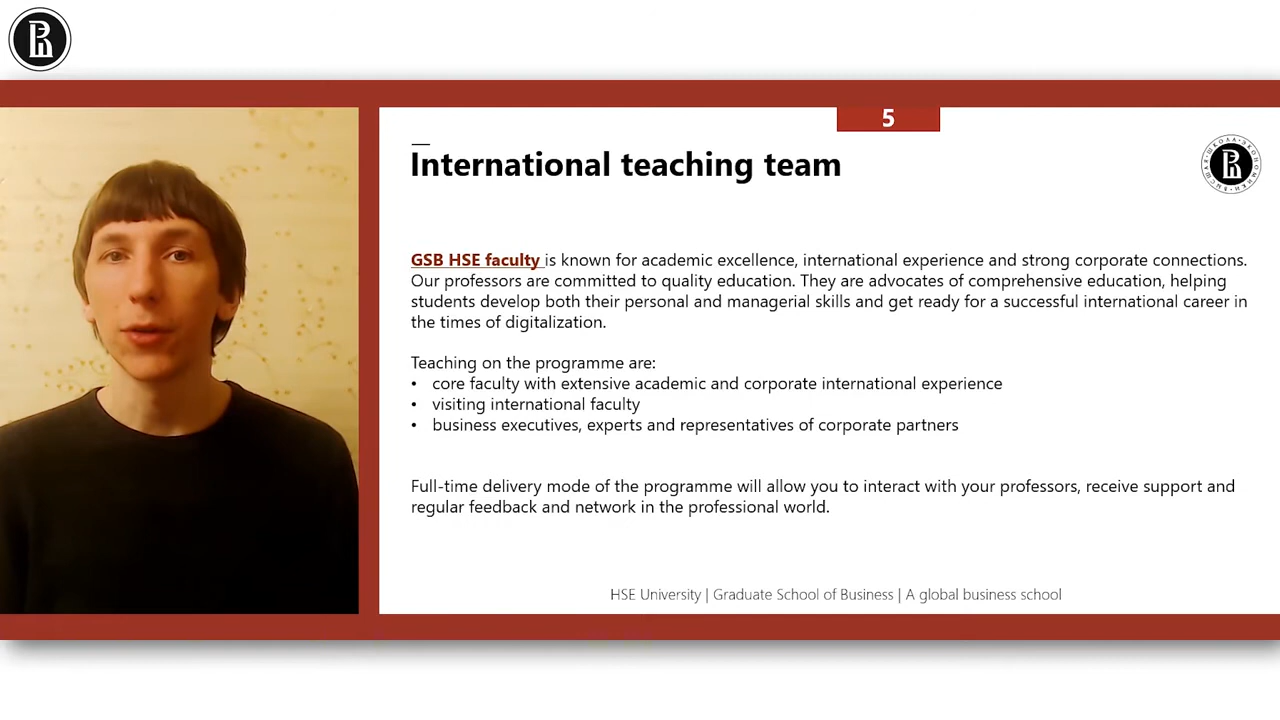 5
International teaching team
ВЫСШАЯ ШКОЛА ЭКОНОМИКИ
GSB HSE faculty is known for academic excellence, international experience and strong corporate connections.
Our professors are committed to quality education. They are advocates of comprehensive education, helping
students develop both their personal and managerial skills and get ready for a successful international career in
the times of digitalization.
Teaching on the programme are:
• core faculty with extensive academic and corporate international experience
• visiting international faculty
• business executives, experts and representatives of corporate partners
Full-time delivery mode of the programme will allow you to interact with your professors, receive support and
regular feedback and network in the professional world.
HSE University | Graduate School of Business | A global business school